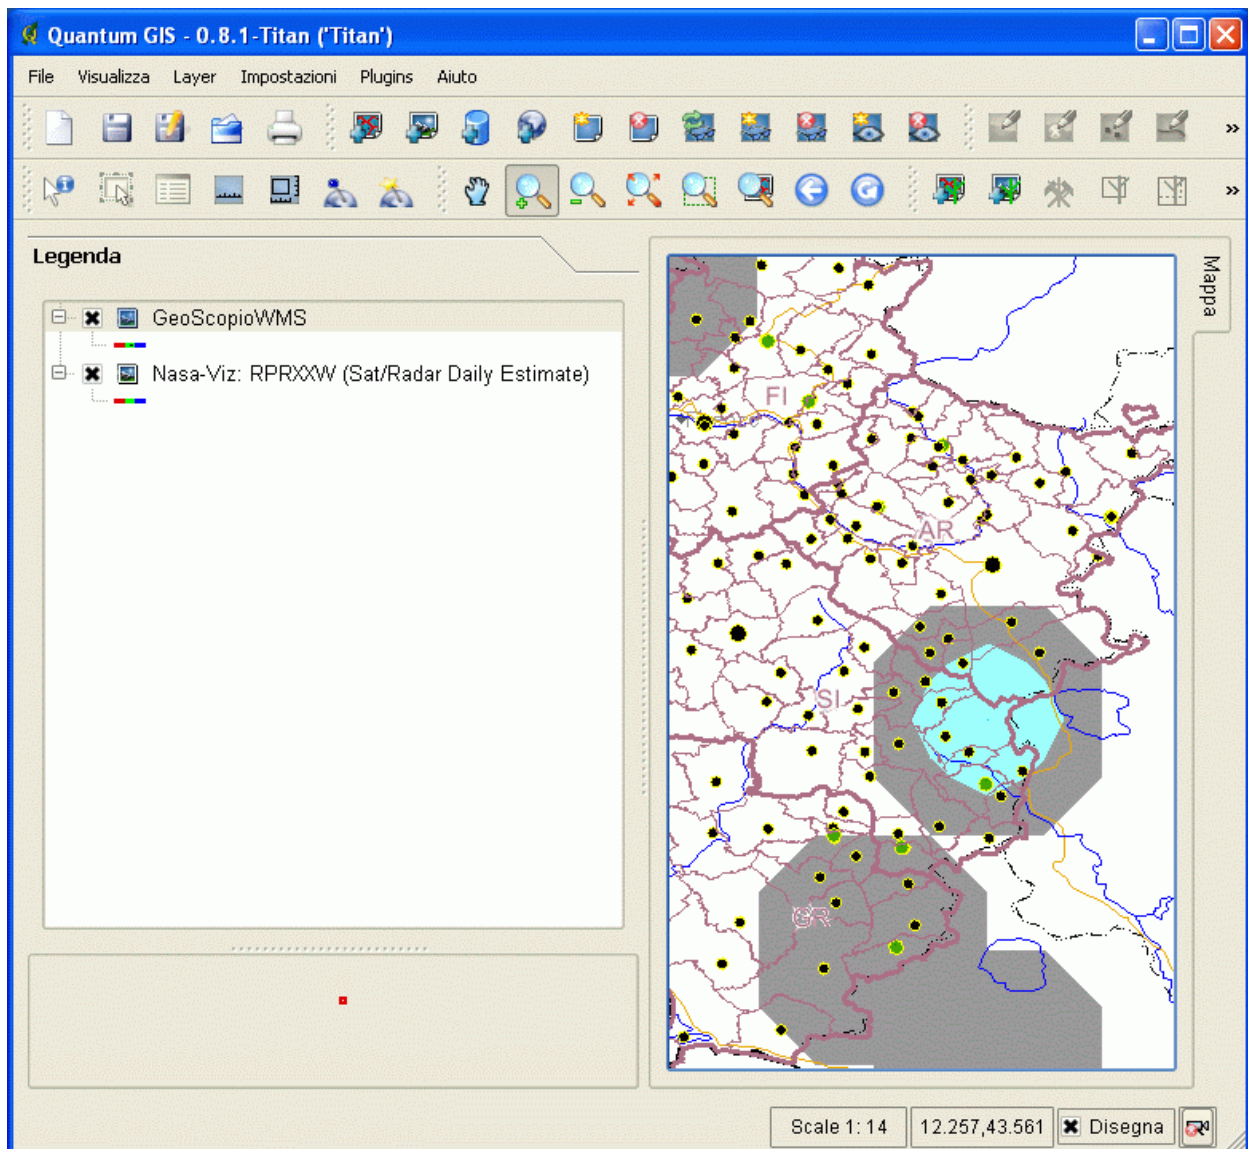 Quantum GIS - 0.8.1-Titan ('Titan')
File Visualizza Layer Impostazioni Plugins Aiuto
»
»
Legenda
GeoScopioWMS
Nasa-Viz: RPRXXW (Sat/Radar Daily Estimate)
Mappa
FI
AR
SI
GR
Scale 1: 14
12.257,43.561
Disegna